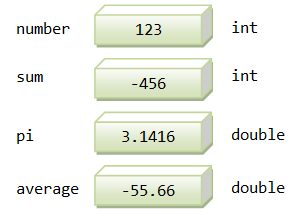 number 123 int
sum -456 int
pi 3.1416 double
average -55.66 double